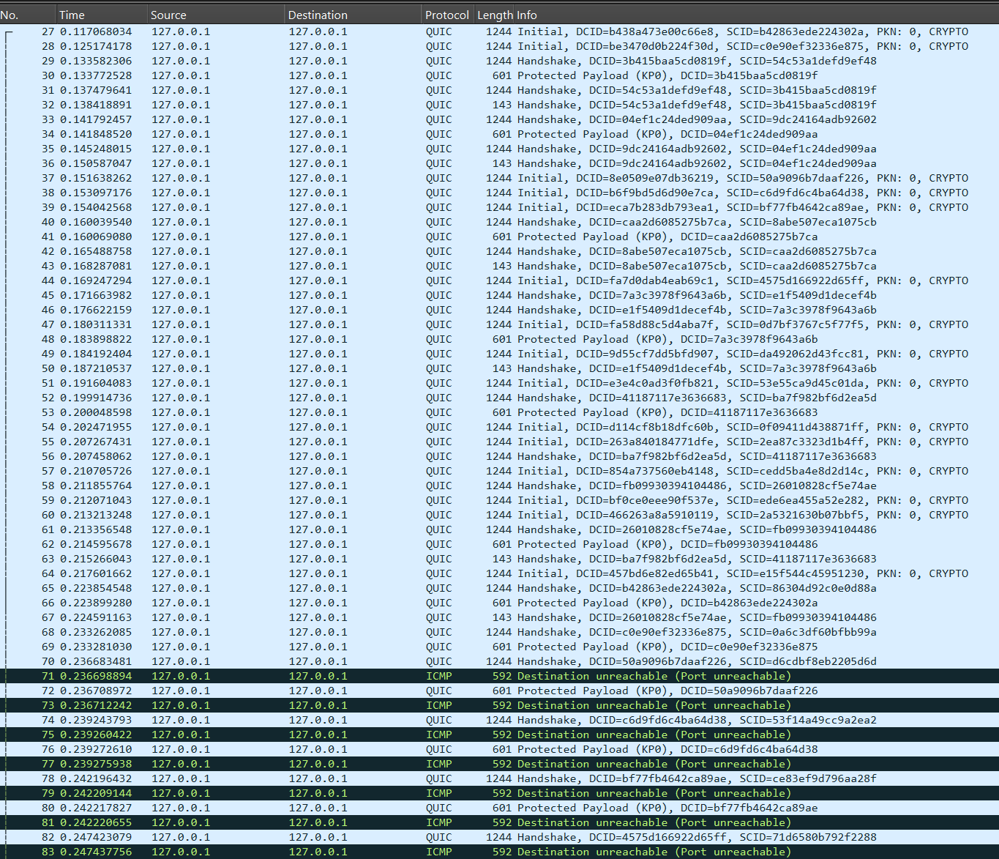 No. Time Source Destination Protocol Length Info
27 0.117068034 127.0.0.1 127.0.0.1 QUIC 1244 Initial, DCID=b438a473e00c66e8, SCID=b42863ede224302a, PKN: 0, CRYPTO
28 0.125174178 127.0.0.1 127.0.0.1 QUIC 1244 Initial, DCID=be3470d0b224f30d, SCID=c0e90ef32336e875, PKN: 0, CRYPTO
29 0.133582306 127.0.0.1 127.0.0.1 QUIC 1244 Handshake, DCID=3b415baa5cd0819f, SCID=54c53a1defd9ef48
30 0.133772528 127.0.0.1 127.0.0.1 QUIC 601 Protected Payload (KP0), DCID=3b415baa5cd0819f
31 0.137479641 127.0.0.1 127.0.0.1 QUIC 1244 Handshake, DCID=54c53a1defd9ef48, SCID=3b415baa5cd0819f
32 0.138418891 127.0.0.1 127.0.0.1 QUIC 143 Handshake, DCID=54c53a1defd9ef48, SCID=3b415baa5cd0819f
33 0.141792457 127.0.0.1 127.0.0.1 QUIC 1244 Handshake, DCID=04ef1c24ded909aa, SCID=9dc24164adb92602
34 0.141848520 127.0.0.1 127.0.0.1 QUIC 601 Protected Payload (KP0), DCID=04ef1c24ded909aa
35 0.145248015 127.0.0.1 127.0.0.1 QUIC 1244 Handshake, DCID=9dc24164adb92602, SCID=04ef1c24ded909aa
36 0.150587047 127.0.0.1 127.0.0.1 QUIC 143 Handshake, DCID=9dc24164adb92602, SCID=04ef1c24ded909aa
37 0.151638262 127.0.0.1 127.0.0.1 QUIC 1244 Initial, DCID=8e0509e07db36219, SCID=50a9096b7daaf226, PKN: 0, CRYPTO
38 0.153097176 127.0.0.1 127.0.0.1 QUIC 1244 Initial, DCID=b6f9bd5d6d90e7ca, SCID=c6d9fd6c4ba64d38, PKN: 0, CRYPTO
39 0.154042568 127.0.0.1 127.0.0.1 QUIC 1244 Initial, DCID=eca7b283db793ea1, SCID=bf77fb4642ca89ae, PKN: 0, CRYPTO
40 0.160039540 127.0.0.1 127.0.0.1 QUIC 1244 Handshake, DCID=caa2d6085275b7ca, SCID=8abe507eca1075cb
41 0.160069080 127.0.0.1 127.0.0.1 QUIC 601 Protected Payload (KP0), DCID=caa2d6085275b7ca
42 0.165488758 127.0.0.1 127.0.0.1 QUIC 1244 Handshake, DCID=8abe507eca1075cb, SCID=caa2d6085275b7ca
43 0.168287081 127.0.0.1 127.0.0.1 QUIC 143 Handshake, DCID=8abe507eca1075cb, SCID=caa2d6085275b7ca
44 0.169247294 127.0.0.1 127.0.0.1 QUIC 1244 Initial, DCID=fa7d0dab4eab69c1, SCID=4575d166922d65ff, PKN: 0, CRYPTO
45 0.171663982 127.0.0.1 127.0.0.1 QUIC 1244 Handshake, DCID=7a3c3978f9643a6b, SCID=e1f5409d1decef4b
46 0.176622159 127.0.0.1 127.0.0.1 QUIC 1244 Handshake, DCID=e1f5409d1decef4b, SCID=7a3c3978f9643a6b
47 0.180311331 127.0.0.1 127.0.0.1 QUIC 1244 Initial, DCID=fa58d88c5d4aba7f, SCID=0d7bf3767c5f77f5, PKN: 0, CRYPTO
48 0.183898822 127.0.0.1 127.0.0.1 QUIC 601 Protected Payload (KP0), DCID=7a3c3978f9643a6b
49 0.184192404 127.0.0.1 127.0.0.1 QUIC 1244 Initial, DCID=9d55cf7dd5bfd907, SCID=da492062d43fcc81, PKN: 0, CRYPTO
50 0.187210537 127.0.0.1 127.0.0.1 QUIC 143 Handshake, DCID=e1f5409d1decef4b, SCID=7a3c3978f9643a6b
51 0.191604083 127.0.0.1 127.0.0.1 QUIC 1244 Initial, DCID=e3e4c0ad3f0fb821, SCID=53e55ca9d45c01da, PKN: 0, CRYPTO
52 0.199914736 127.0.0.1 127.0.0.1 QUIC 1244 Handshake, DCID=41187117e3636683, SCID=ba7f982bf6d2ea5d
53 0.200048598 127.0.0.1 127.0.0.1 QUIC 601 Protected Payload (KP0), DCID=41187117e3636683
54 0.202471955 127.0.0.1 127.0.0.1 QUIC 1244 Initial, DCID=d114cf8b18dfc60b, SCID=0f09411d438871ff, PKN: 0, CRYPTO
55 0.207267431 127.0.0.1 127.0.0.1 QUIC 1244 Initial, DCID=263a840184771dfe, SCID=2ea87c3323d1b4ff, PKN: 0, CRYPTO
56 0.207458062 127.0.0.1 127.0.0.1 QUIC 1244 Handshake, DCID=ba7f982bf6d2ea5d, SCID=41187117e3636683
57 0.210705726 127.0.0.1 127.0.0.1 QUIC 1244 Initial, DCID=854a737560eb4148, SCID=cedd5ba4e8d2d14c, PKN: 0, CRYPTO
58 0.211855764 127.0.0.1 127.0.0.1 QUIC 1244 Handshake, DCID=fb09930394104486, SCID=26010828cf5e74ae
59 0.212071043 127.0.0.1 127.0.0.1 QUIC 1244 Initial, DCID=bf0ce0eee90f537e, SCID=ede6ea455a52e282, PKN: 0, CRYPTO
60 0.213213248 127.0.0.1 127.0.0.1 QUIC 1244 Initial, DCID=466263a8a5910119, SCID=2a5321630b07bbf5, PKN: 0, CRYPTO
61 0.213356548 127.0.0.1 127.0.0.1 QUIC 1244 Handshake, DCID=26010828cf5e74ae, SCID=fb09930394104486
62 0.214595678 127.0.0.1 127.0.0.1 QUIC 601 Protected Payload (KP0), DCID=fb09930394104486
63 0.215266043 127.0.0.1 127.0.0.1 QUIC 143 Handshake, DCID=ba7f982bf6d2ea5d, SCID=41187117e3636683
64 0.217601662 127.0.0.1 127.0.0.1 QUIC 1244 Initial, DCID=457bd6e82ed65b41, SCID=e15f544c45951230, PKN: 0, CRYPTO
65 0.223854548 127.0.0.1 127.0.0.1 QUIC 1244 Handshake, DCID=b42863ede224302a, SCID=86304d92c0e0d88a
66 0.223899280 127.0.0.1 127.0.0.1 QUIC 601 Protected Payload (KP0), DCID=b42863ede224302a
67 0.224591163 127.0.0.1 127.0.0.1 QUIC 143 Handshake, DCID=26010828cf5e74ae, SCID=fb09930394104486
68 0.233262085 127.0.0.1 127.0.0.1 QUIC 1244 Handshake, DCID=c0e90ef32336e875, SCID=0a6c3df60bfbb99a
69 0.233281030 127.0.0.1 127.0.0.1 QUIC 601 Protected Payload (KP0), DCID=c0e90ef32336e875
70 0.236683481 127.0.0.1 127.0.0.1 QUIC 1244 Handshake, DCID=50a9096b7daaf226, SCID=d6cdbf8eb2205d6d
71 0.236698894 127.0.0.1 127.0.0.1 ICMP 592 Destination unreachable (Port unreachable)
72 0.236708972 127.0.0.1 127.0.0.1 QUIC 601 Protected Payload (KP0), DCID=50a9096b7daaf226
73 0.236712242 127.0.0.1 127.0.0.1 ICMP 592 Destination unreachable (Port unreachable)
74 0.239243793 127.0.0.1 127.0.0.1 QUIC 1244 Handshake, DCID=c6d9fd6c4ba64d38, SCID=53f14a49cc9a2ea2
75 0.239260422 127.0.0.1 127.0.0.1 ICMP 592 Destination unreachable (Port unreachable)
76 0.239272610 127.0.0.1 127.0.0.1 QUIC 601 Protected Payload (KP0), DCID=c6d9fd6c4ba64d38
77 0.239275938 127.0.0.1 127.0.0.1 ICMP 592 Destination unreachable (Port unreachable)
78 0.242196432 127.0.0.1 127.0.0.1 QUIC 1244 Handshake, DCID=bf77fb4642ca89ae, SCID=ce83ef9d796aa28f
79 0.242209144 127.0.0.1 127.0.0.1 ICMP 592 Destination unreachable (Port unreachable)
80 0.242217827 127.0.0.1 127.0.0.1 QUIC 601 Protected Payload (KP0), DCID=bf77fb4642ca89ae
81 0.242220655 127.0.0.1 127.0.0.1 ICMP 592 Destination unreachable (Port unreachable)
82 0.247423079 127.0.0.1 127.0.0.1 QUIC 1244 Handshake, DCID=4575d166922d65ff, SCID=71d6580b792f2288
83 0.247437756 127.0.0.1 127.0.0.1 ICMP 592 Destination unreachable (Port unreachable)